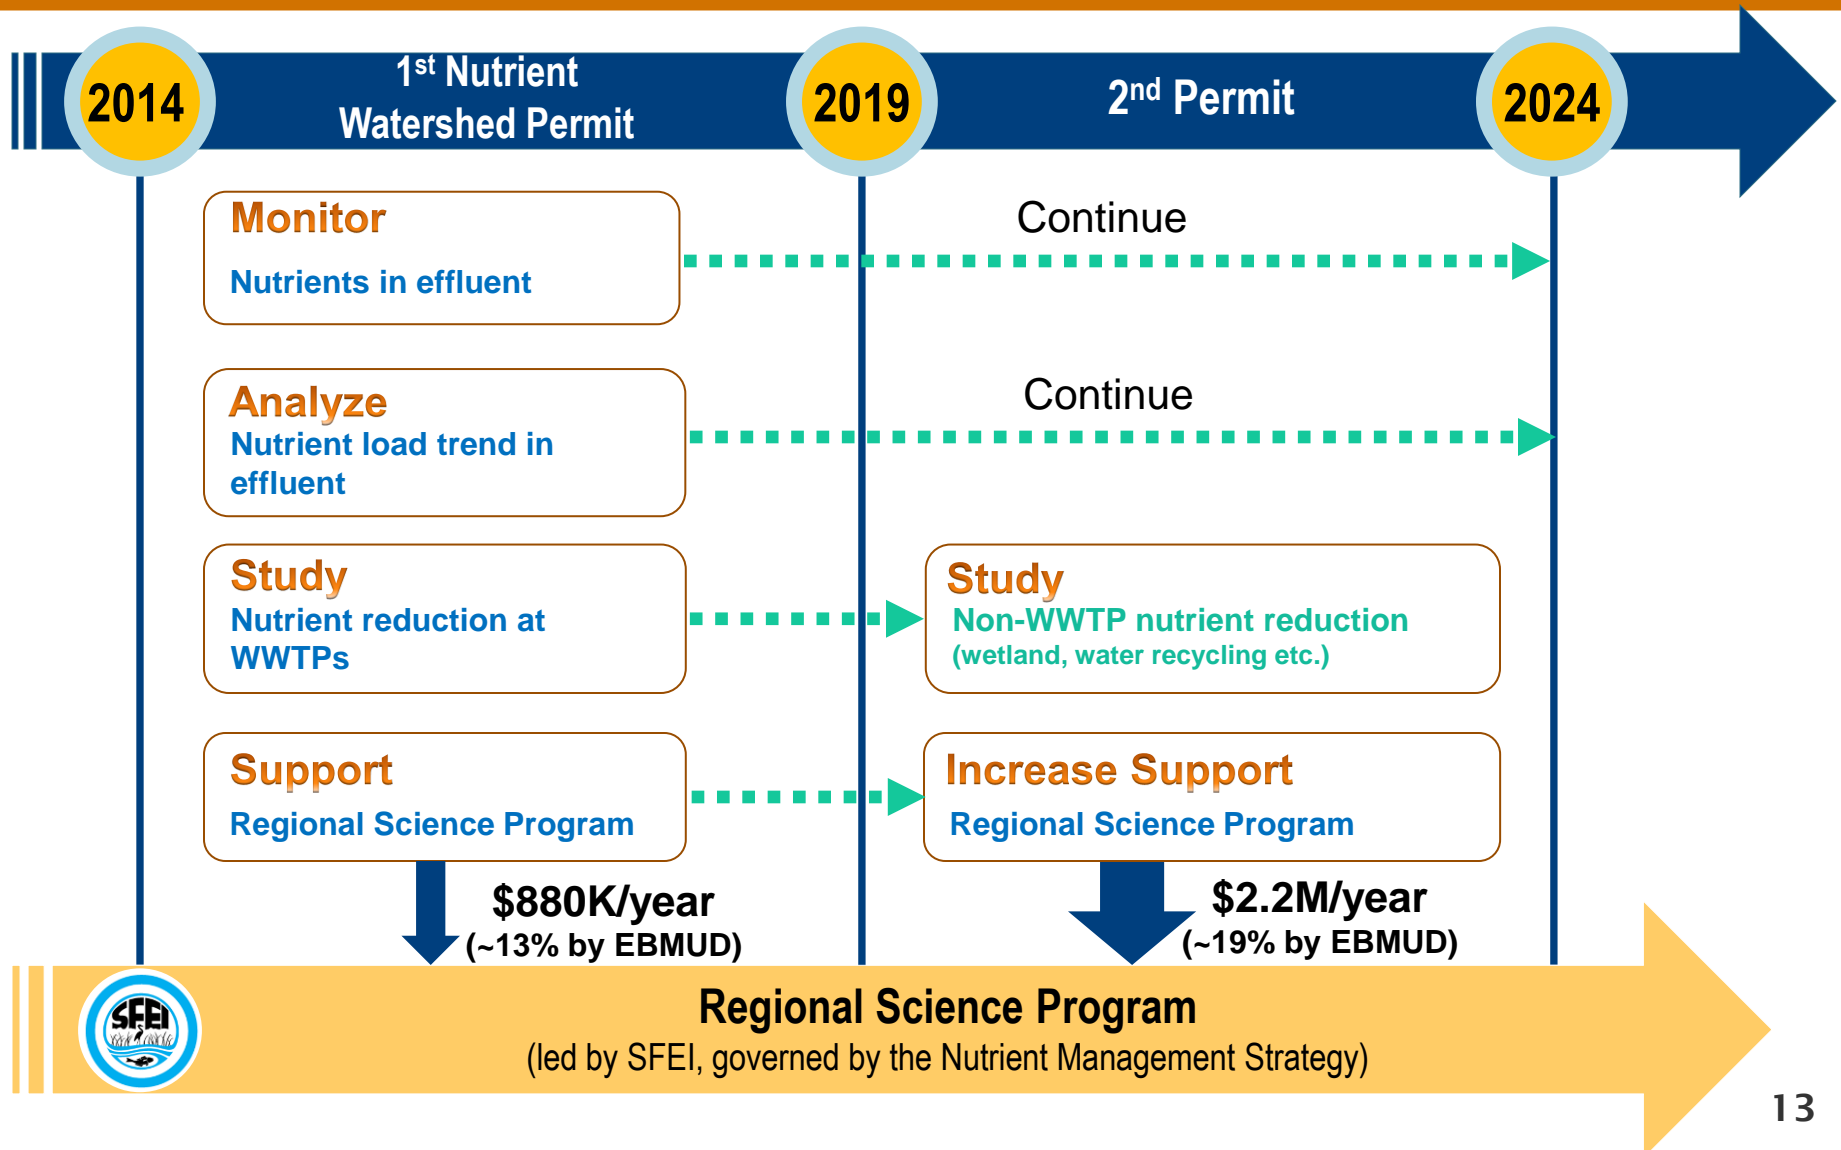 2014
1st Nutrient
Watershed Permit
2019
2nd Permit
2024
Monitor
Nutrients in effluent
Continue
Analyze
Nutrient load trend in
effluent
Continue
Study
Nutrient reduction at
WWTPs
Study
Non-WWTP nutrient reduction
(wetland, water recycling etc.)
Support
Regional Science Program
Increase Support
Regional Science Program
$880K/year
(~13% by EBMUD)
$2.2M/year
(~19% by EBMUD)
SFEI
Regional Science Program
(led by SFEI, governed by the Nutrient Management Strategy)
13